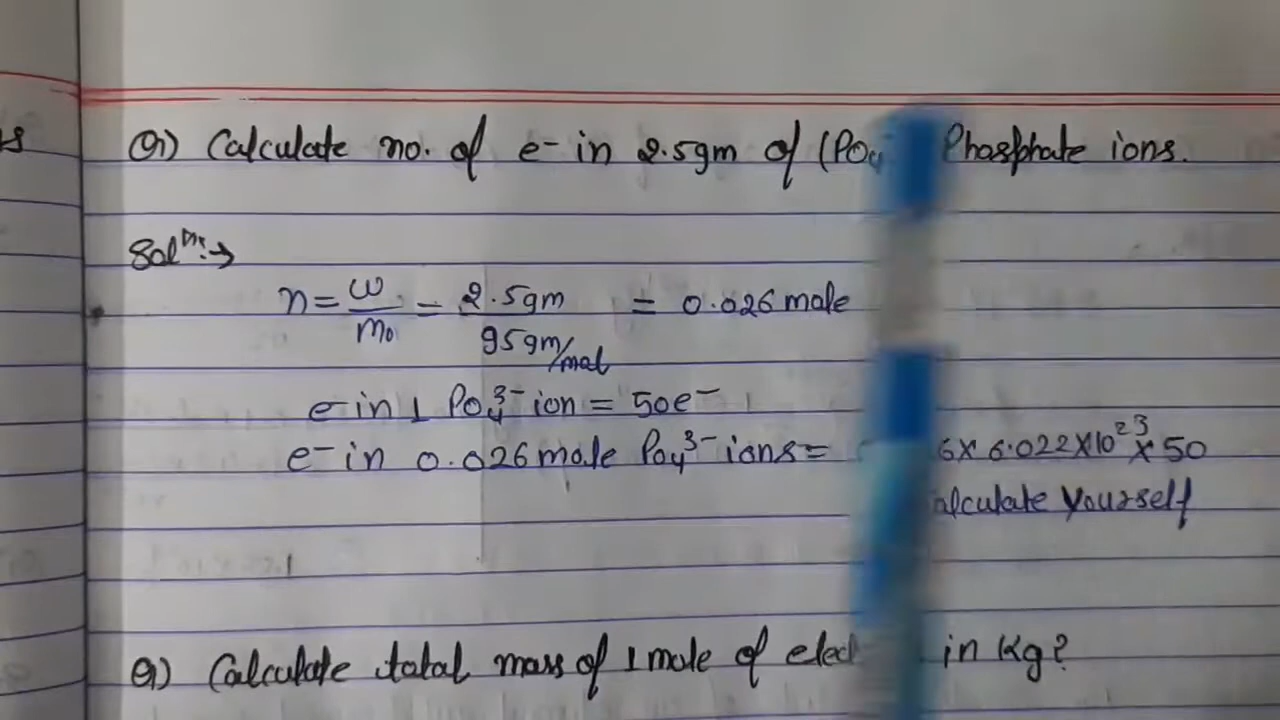 Q) Calculate no. of e- in 2.5gm of (PO4 Phosphate ions.
Solⁿ:→
n = w/mo = 2.5gm/95gm/mol = 0.026 mole
e- in 1 PO4³⁻ ion = 50e⁻
e⁻ in 0.026 mole PO4³⁻ ions = 6 x 6.022 x 10²³ x 50
alculate yourself
Q) Calculate total mass of 1 mole of elec in Kg?